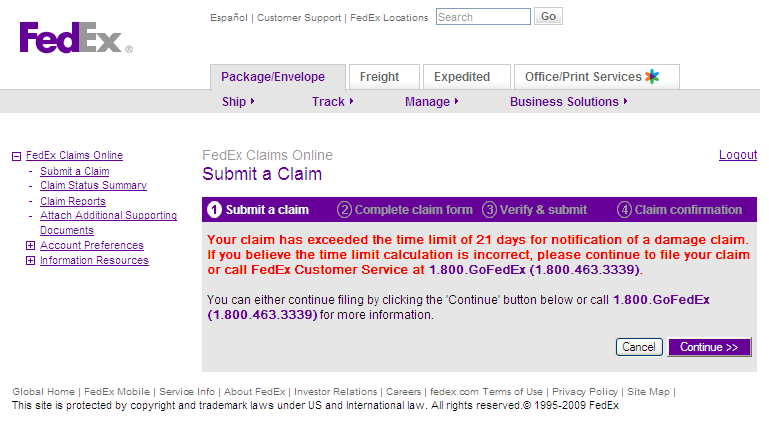 Español | Customer Support | FedEx Locations Search Go
FedEx®
Package/Envelope Freight Expedited Office/Print Services
Ship Track Manage Business Solutions
FedEx Claims Online
Submit a Claim
Claim Status Summary
Claim Reports
Attach Additional Supporting
Documents
Account Preferences
Information Resources
FedEx Claims Online Logout
Submit a Claim
1 Submit a claim 2 Complete claim form 3 Verify & submit 4 Claim confirmation
Your claim has exceeded the time limit of 21 days for notification of a damage claim.
If you believe the time limit calculation is incorrect, please continue to file your claim
or call FedEx Customer Service at 1.800.GoFedEx (1.800.463.3339).
You can either continue filing by clicking the 'Continue' button below or call 1.800.GoFedEx
(1.800.463.3339) for more information.
Cancel Continue >>
Global Home | FedEx Mobile | Service Info | About FedEx | Investor Relations | Careers | fedex.com Terms of Use | Privacy Policy | Site Map |
This site is protected by copyright and trademark laws under US and International law. All rights reserved.© 1995-2009 FedEx